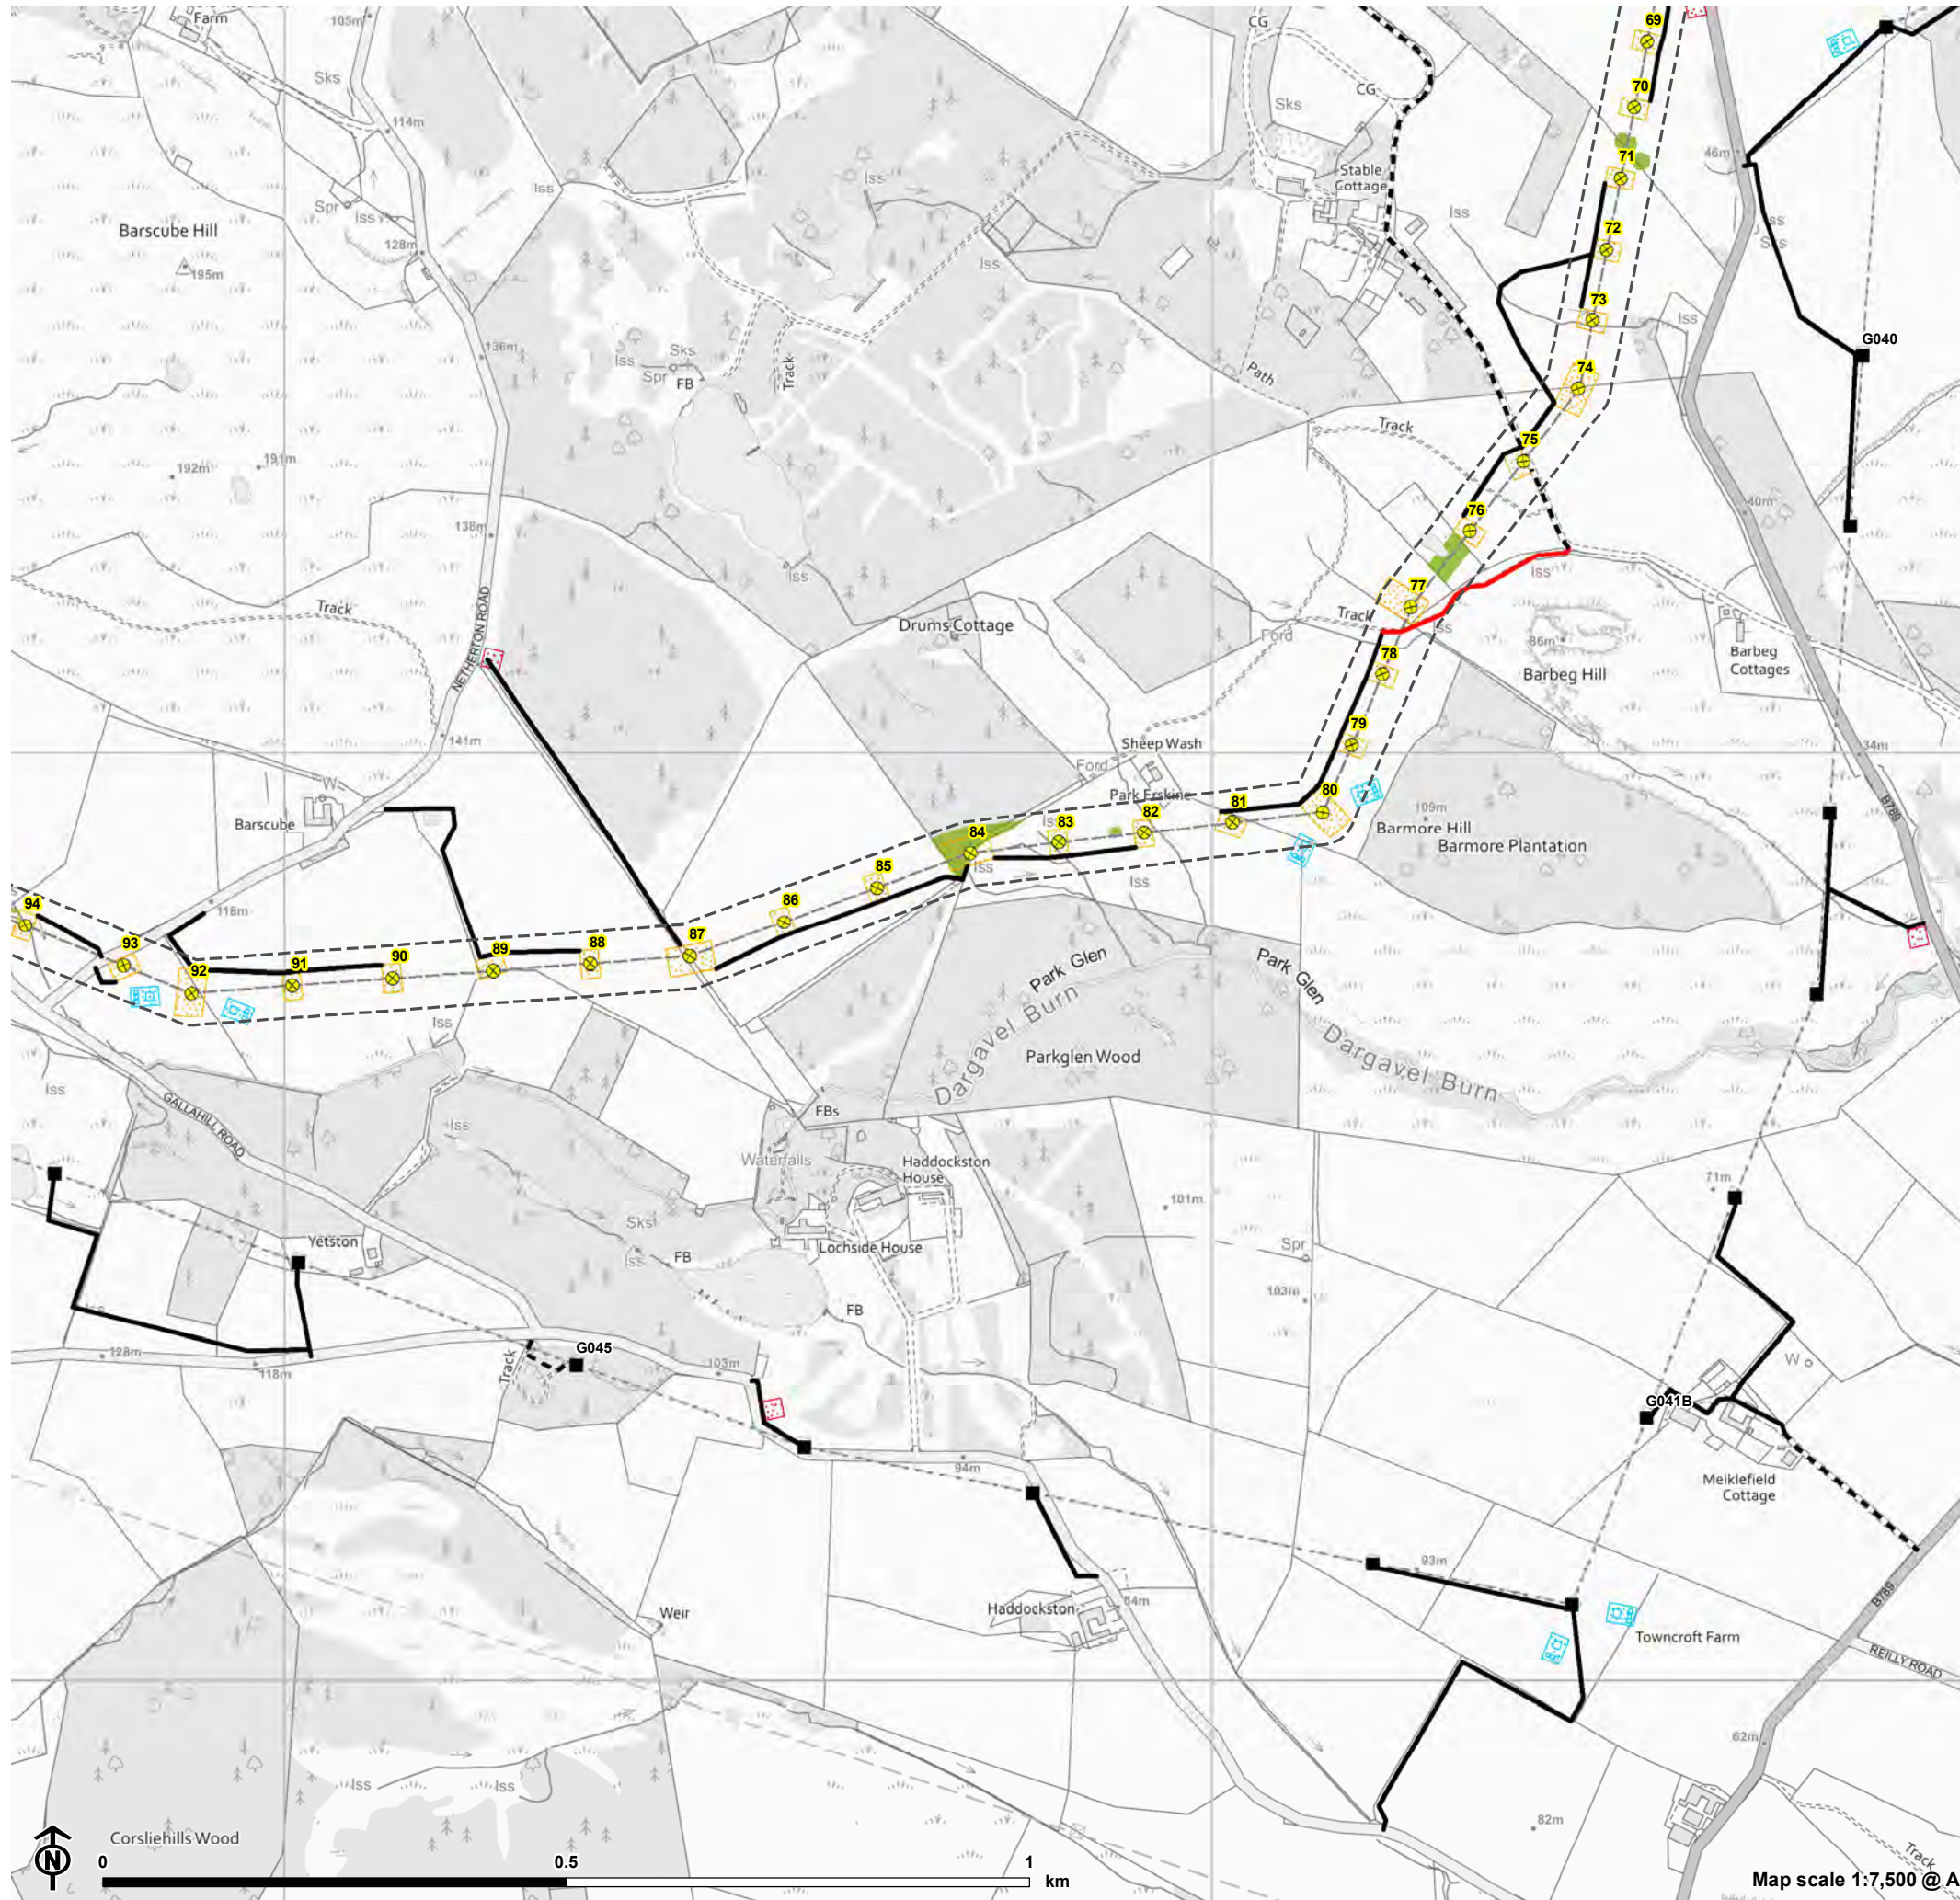 Farm
105m
CG
69
Sks
CG
70
Sks
114m
71
46m
Iss
Stable
Cottage
Iss
Iss
Spr
Iss
Iss
72
Iss
Sks
Barscube Hill
128m
195m
Iss
73
Iss
G040
136m
Sks
Iss
Spr
FB
Track
Path
74
Track
75
192m
191m
40m
76
138m
Iss
Iss
77
Track
NETHERTON ROAD
Drums Cottage
Track
Iss
Ford
86m
78
Barbeg Hill
Barbeg
Cottages
79
141m
Sheep Wash
34m
Ford
W
Park Erskine
80
81
109m
B789
Barscube
82
Iss
83
84
Barmore Hill
Barmore Plantation
Iss
85
Iss
94
118m
86
93
87
88
89
90
91
92
Park Glen
Park Glen
Iss
Dargavel Burn
Dargavel Burn
Parkglen Wood
Iss
GALLAHILL ROAD
FBs
Iss
Waterfalls
Haddockston
House
71m
101m
Sks
Yetston
Lochside House
Spr
Iss
FB
103m
FB
128m
G045
103m
118m
Track
W
G041B
94m
Meiklefield
Cottage
93m
Haddockston
84m
B789
Weir
Towncroft Farm
REILLY ROAD
62m
Iss
Iss
82m
Corsliehills Wood
N
0
0.5
1
km
Track
Map scale 1:7,500 @ A